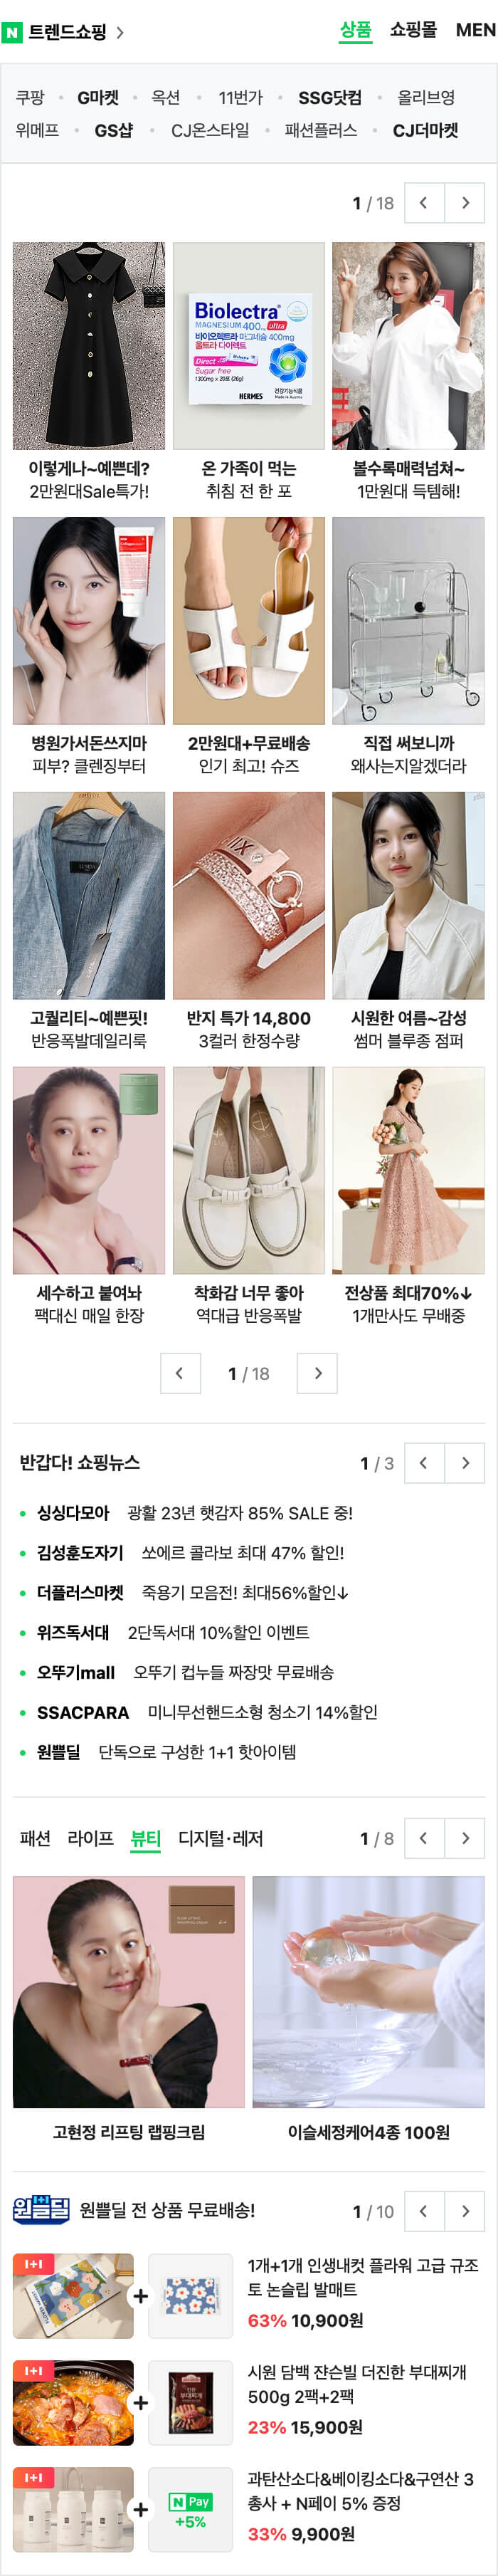 N 트렌드쇼핑
상품 쇼핑몰 MEN
쿠팡 G마켓 옥션 11번가 SSG닷컴 올리브영
위메프 GS샵 CJ온스타일 패션플러스 CJ더마켓
1 / 18
Biolectra
MAGNESIUM 400 mg ultra
바이오렉트라 마그네슘 400mg
울트라 다이렉트
Direct
Sugar free
1300mg x 20포 (26g)
HERMES
건강기능식품
Made in Austria
이렇게나~예쁜데?
2만원대Sale특가!
온 가족이 먹는
취침 전 한 포
볼수록매력넘쳐~
1만원대 득템해!
병원가서돈쓰지마
피부? 클렌징부터
2만원대+무료배송
인기 최고! 슈즈
직접 써보니까
왜사는지알겠더라
고퀄리티~예쁜핏!
반응폭발데일리룩
반지 특가 14,800
3컬러 한정수량
시원한 여름~감성
썸머 블루종 점퍼
세수하고 붙여놔
팩대신 매일 한장
착화감 너무 좋아
역대급 반응폭발
전상품 최대70%↓
1개만사도 무배중
1 / 18
반갑다! 쇼핑뉴스
1 / 3
싱싱다모아 광활 23년 햇감자 85% SALE 중!
김성훈도자기 쏘에르 콜라보 최대 47% 할인!
더플러스마켓 죽용기 모음전! 최대56%할인↓
위즈독서대 2단독서대 10%할인 이벤트
오뚜기mall 오뚜기 컵누들 짜장맛 무료배송
SSACPARA 미니무선핸드소형 청소기 14%할인
원쁠딜 단독으로 구성한 1+1 핫아이템
패션 라이프 뷰티 디지털·레저
1 / 8
고현정 리프팅 랩핑크림
이슬세정케어4종 100원
원쁠딜 1+1 원쁠딜 전 상품 무료배송!
1 / 10
1+1
1개+1개 인생내컷 플라워 고급 규조
토 논슬립 발매트
63% 10,900원
1+1
시원 담백 쟌슨빌 더진한 부대찌개
500g 2팩+2팩
23% 15,900원
1+1
N Pay
+5%
과탄산소다&베이킹소다&구연산 3
총사 + N페이 5% 증정
33% 9,900원